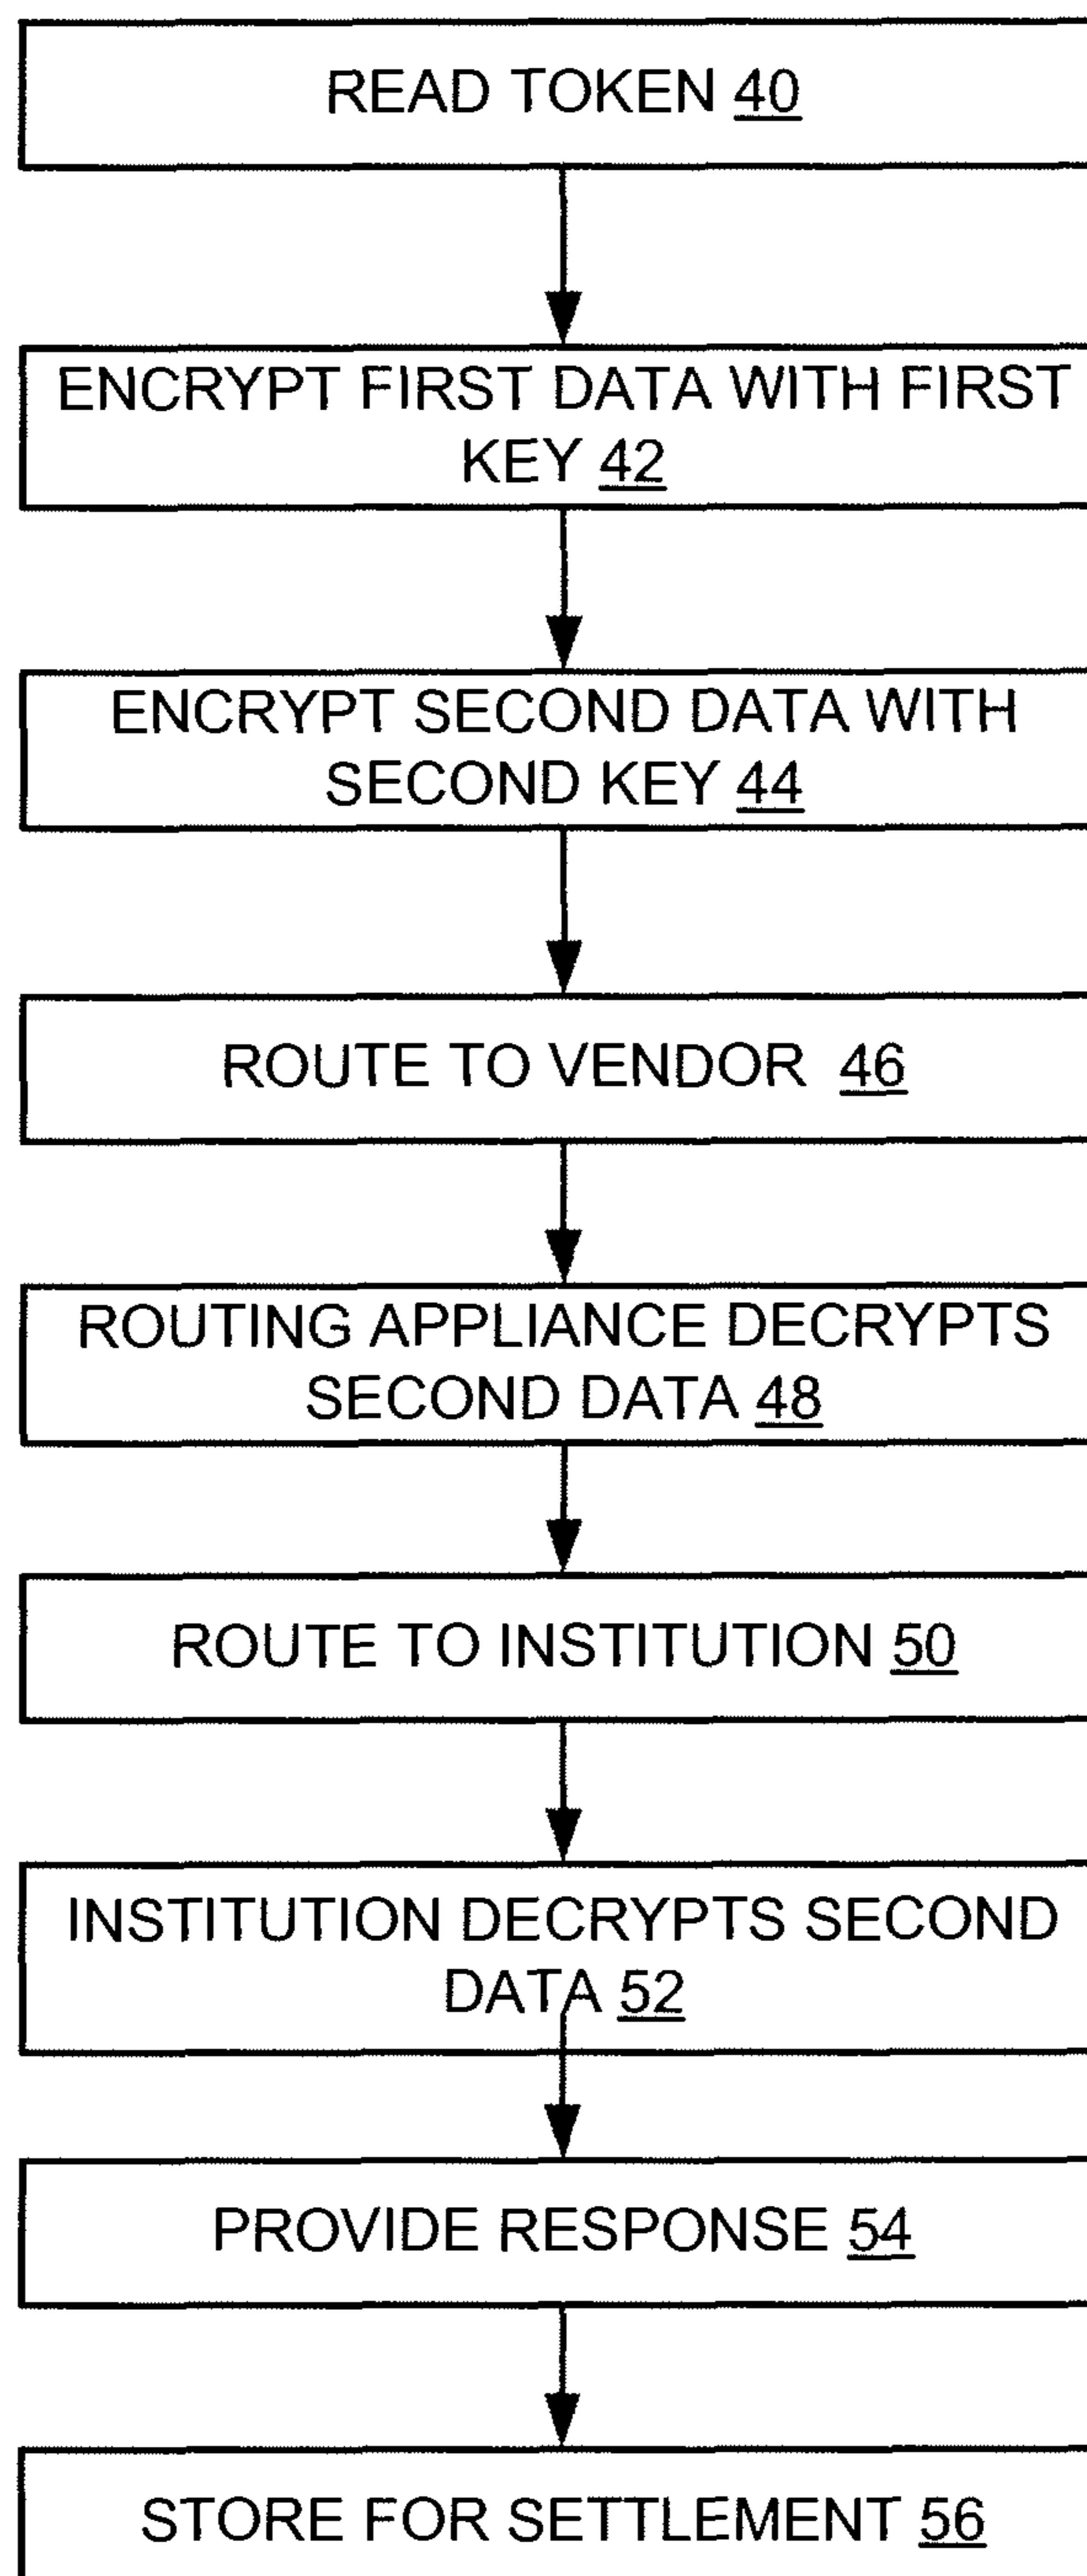 READ TOKEN 40
ENCRYPT FIRST DATA WITH FIRST
KEY 42
ENCRYPT SECOND DATA WITH
SECOND KEY 44
ROUTE TO VENDOR 46
ROUTING APPLIANCE DECRYPTS
SECOND DATA 48
ROUTE TO INSTITUTION 50
INSTITUTION DECRYPTS SECOND
DATA 52
PROVIDE RESPONSE 54
STORE FOR SETTLEMENT 56